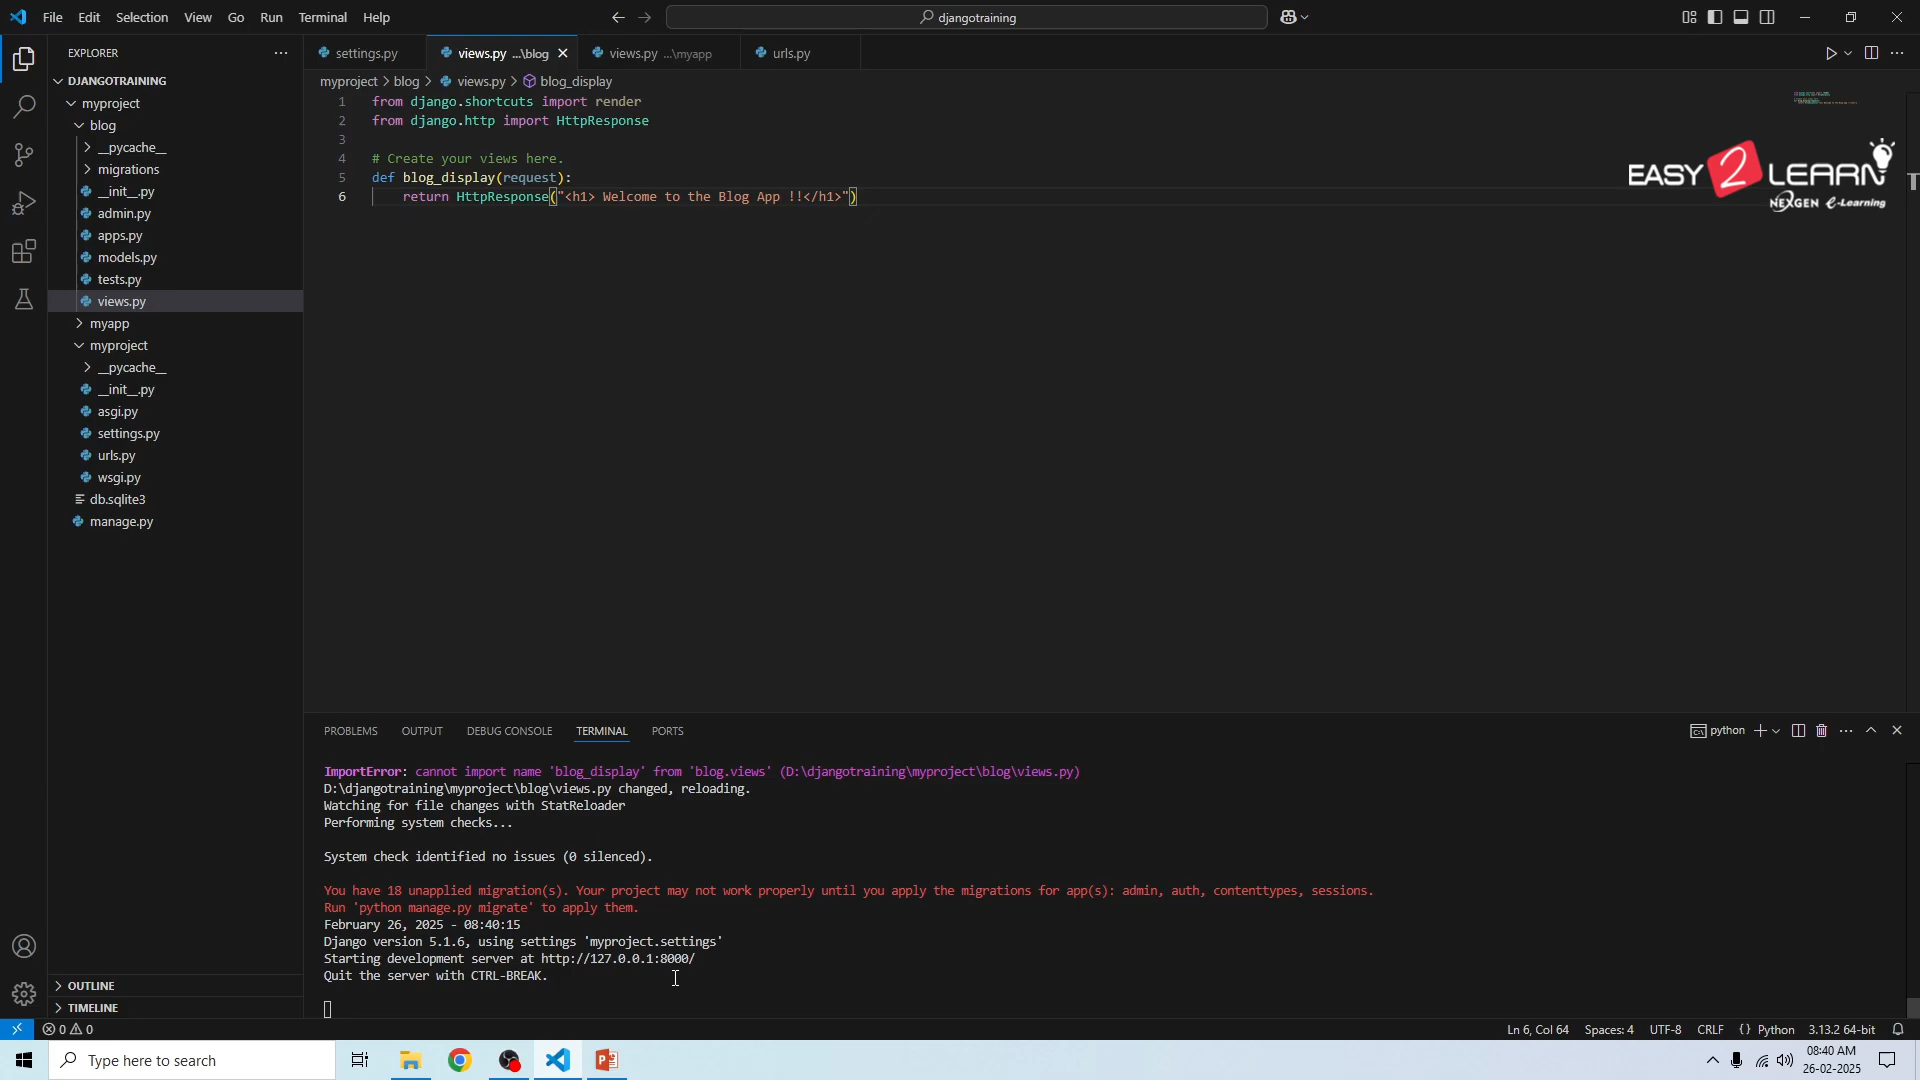 File Edit Selection View Go Run Terminal Help
djangotraining
EXPLORER
DJANGOTRAINING
myproject
blog
__pycache__
migrations
__init__.py
admin.py
apps.py
models.py
tests.py
views.py
myapp
myproject
__pycache__
__init__.py
asgi.py
settings.py
urls.py
wsgi.py
db.sqlite3
manage.py
OUTLINE
TIMELINE
settings.py
views.py ...\blog
views.py ...\myapp
urls.py
myproject > blog > views.py > blog_display
1 from django.shortcuts import render
2 from django.http import HttpResponse
3
4 # Create your views here.
5 def blog_display(request):
6 return HttpResponse("<h1> Welcome to the Blog App !!</h1>")
EASY 2 LEARN
NEXGEN e-Learning
PROBLEMS OUTPUT DEBUG CONSOLE TERMINAL PORTS
python
ImportError: cannot import name 'blog_display' from 'blog.views' (D:\djangotraining\myproject\blog\views.py)
D:\djangotraining\myproject\blog\views.py changed, reloading.
Watching for file changes with StatReloader
Performing system checks...
System check identified no issues (0 silenced).
You have 18 unapplied migration(s). Your project may not work properly until you apply the migrations for app(s): admin, auth, contenttypes, sessions.
Run 'python manage.py migrate' to apply them.
February 26, 2025 - 08:40:15
Django version 5.1.6, using settings 'myproject.settings'
Starting development server at http://127.0.0.1:8000/
Quit the server with CTRL-BREAK.
0 0
Ln 6, Col 64 Spaces: 4 UTF-8 CRLF {} Python 3.13.2 64-bit
Type here to search
08:40 AM
26-02-2025